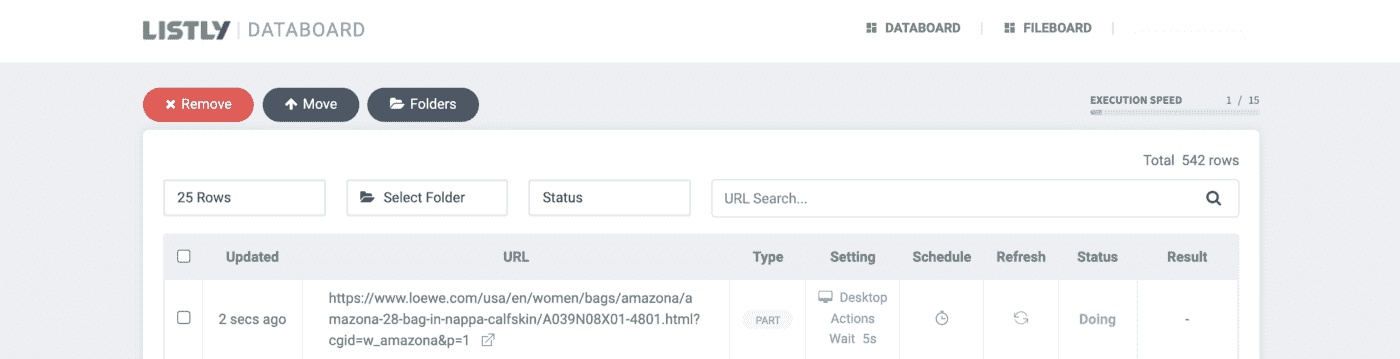 LISTLY | DATABOARD
DATABOARD | FILEBOARD |
Remove Move Folders
EXECUTION SPEED 1 / 15
Total 542 rows
25 Rows Select Folder Status URL Search...
Updated URL Type Setting Schedule Refresh Status Result
https://www.loewe.com/usa/en/women/bags/amazona/a
mazona-28-bag-in-nappa-calfskin/A039N08X01-4801.html?
cgid=w_amazona&p=1
2 secs ago
PART
Desktop
Actions
Wait 5s
Doing
-